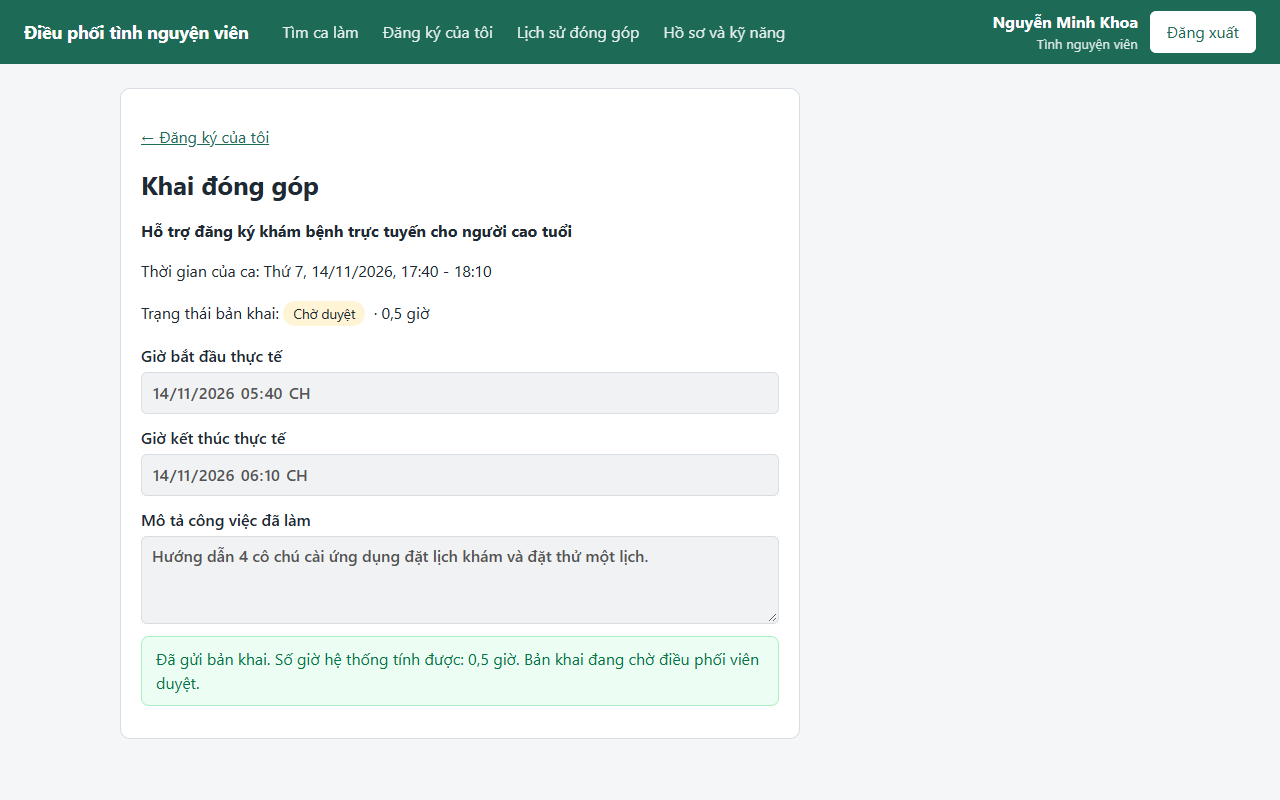 Điều phối tình nguyện viên
Tìm ca làm
Đăng ký của tôi
Lịch sử đóng góp
Hồ sơ và kỹ năng
Nguyễn Minh Khoa
Tình nguyện viên
Đăng xuất
← Đăng ký của tôi
Khai đóng góp
Hỗ trợ đăng ký khám bệnh trực tuyến cho người cao tuổi
Thời gian của ca: Thứ 7, 14/11/2026, 17:40 - 18:10
Trạng thái bản khai: Chờ duyệt · 0,5 giờ
Giờ bắt đầu thực tế
14/11/2026 05:40 CH
Giờ kết thúc thực tế
14/11/2026 06:10 CH
Mô tả công việc đã làm
Hướng dẫn 4 cô chú cài ứng dụng đặt lịch khám và đặt thử một lịch.
Đã gửi bản khai. Số giờ hệ thống tính được: 0,5 giờ. Bản khai đang chờ điều phối viên
duyệt.